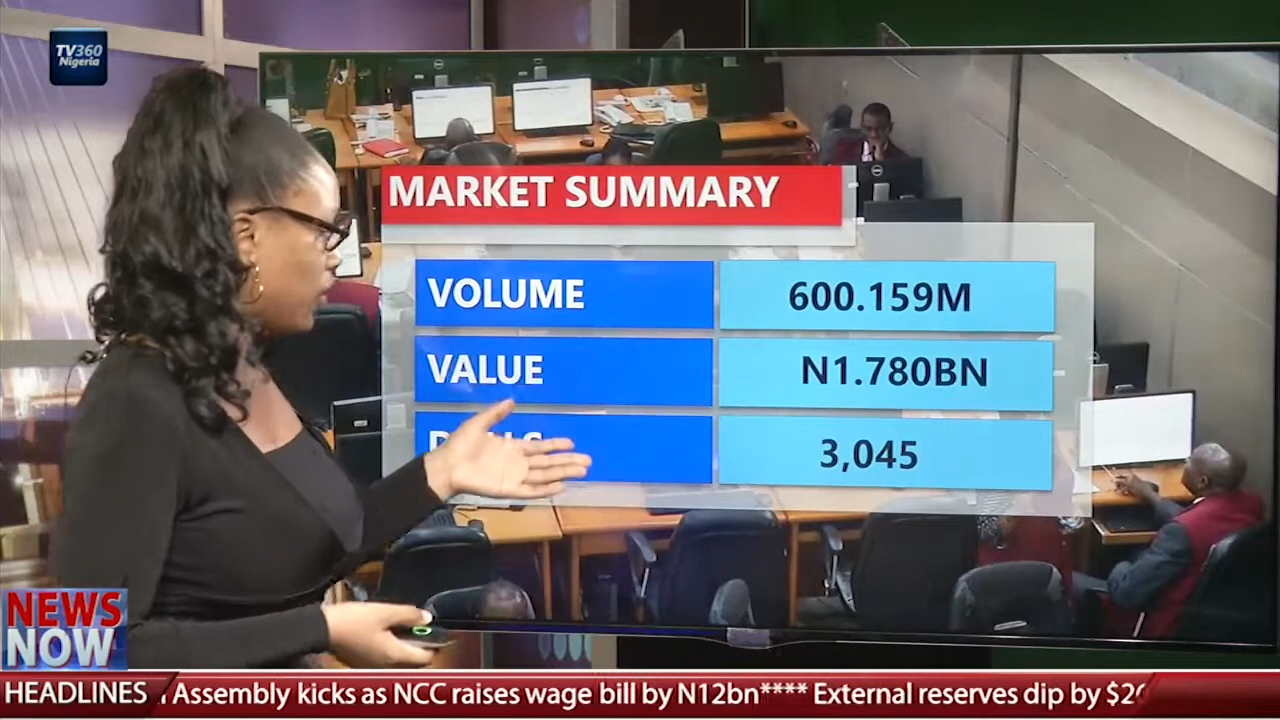 TV360
Nigeria
MARKET SUMMARY
VOLUME 600.159M
VALUE N1.780BN
3,045
NEWS
NOW
HEADLINES Assembly kicks as NCC raises wage bill by N12bn**** External reserves dip by